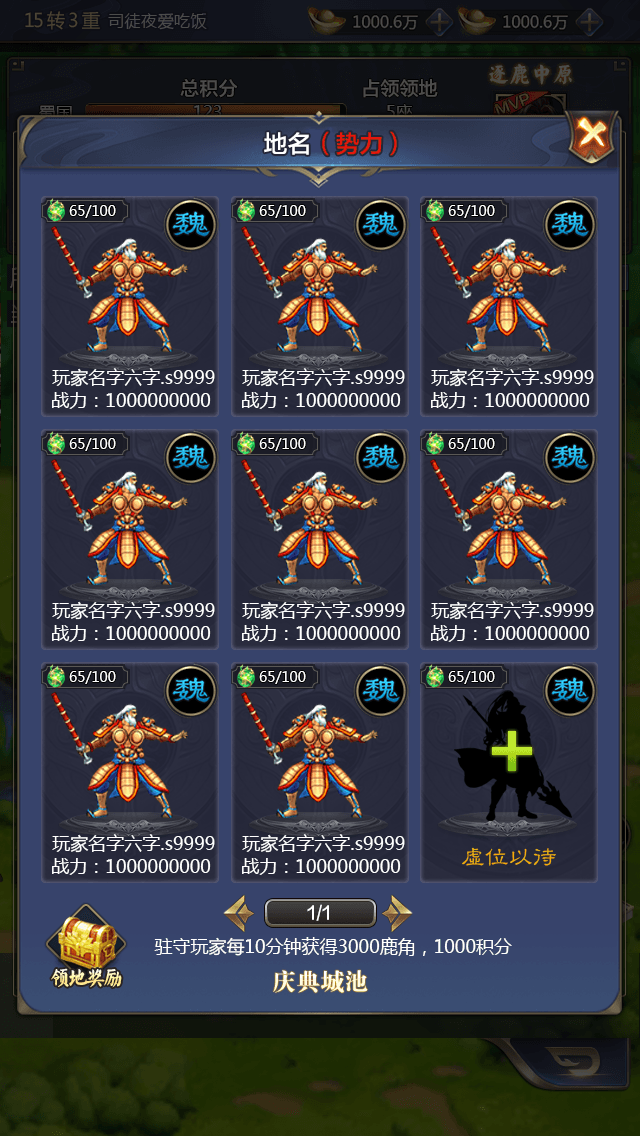 15转3重 司徒夜爱吃饭 1000.6万 1000.6万
逐鹿中原
总积分 占领领地
蜀国 123 5座 MVP
地名（势力）
65/100 魏 65/100 魏 65/100 魏
玩家名字六字.s9999 玩家名字六字.s9999 玩家名字六字.s9999
战力：1000000000 战力：1000000000 战力：1000000000
65/100 魏 65/100 魏 65/100 魏
玩家名字六字.s9999 玩家名字六字.s9999 玩家名字六字.s9999
战力：1000000000 战力：1000000000 战力：1000000000
65/100 魏 65/100 魏 65/100 魏
玩家名字六字.s9999 玩家名字六字.s9999 虚位以待
战力：1000000000 战力：1000000000
1/1
驻守玩家每10分钟获得3000鹿角，1000积分
领地奖励 庆典城池